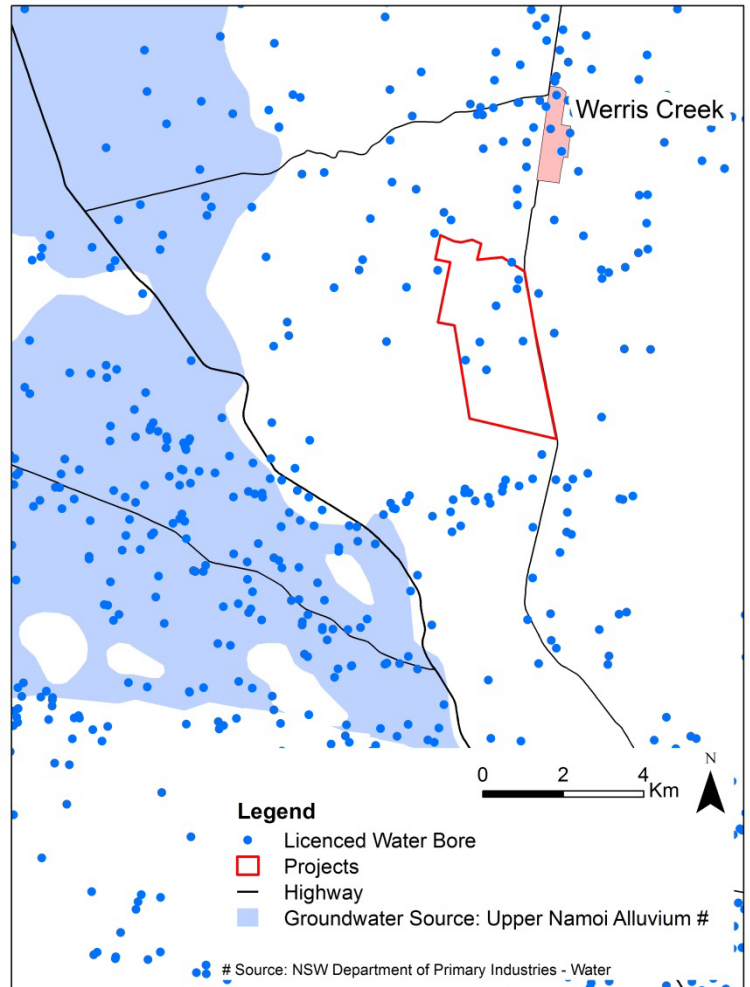 Werris Creek
N
0 2 4
Km
Legend
Licenced Water Bore
Projects
Highway
Groundwater Source: Upper Namoi Alluvium #
# Source: NSW Department of Primary Industries - Water